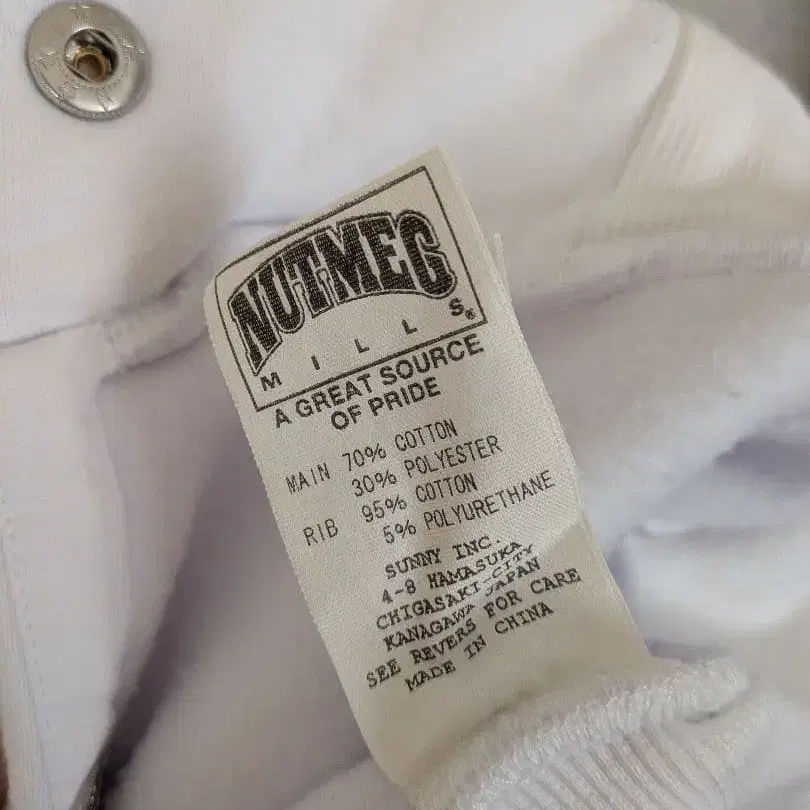 NUTMEG
MILLS®
A GREAT SOURCE
OF PRIDE
MAIN 70% COTTON
30% POLYESTER
RIB 95% COTTON
5% POLYURETHANE
SUNNY INC.
4-8 HAMASUKA
CHIGASAKI-CITY
KANAGAWA JAPAN
SEE REVERS FOR CARE
MADE IN CHINA